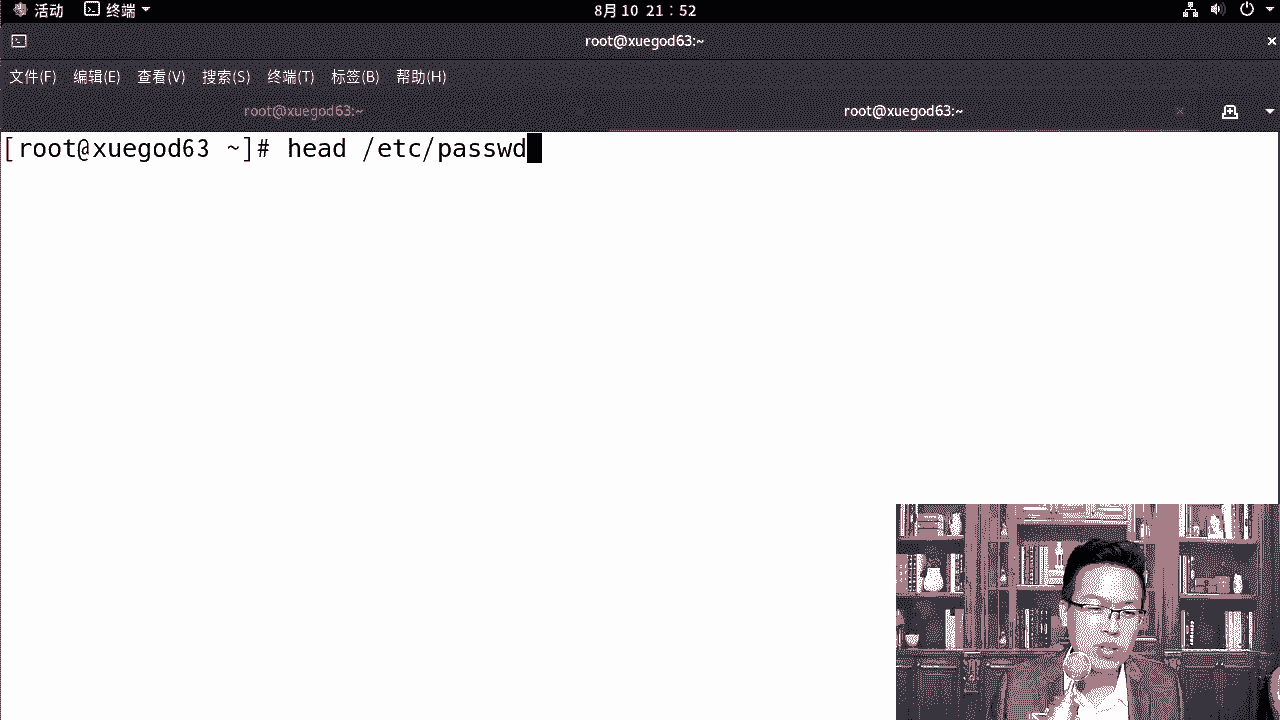 活动 终端 8月 10 21：52
root@xuegod63:~
文件(F) 编辑(E) 查看(V) 搜索(S) 终端(T) 标签(B) 帮助(H)
root@xuegod63:~ root@xuegod63:~
[root@xuegod63 ~]# head /etc/passwd